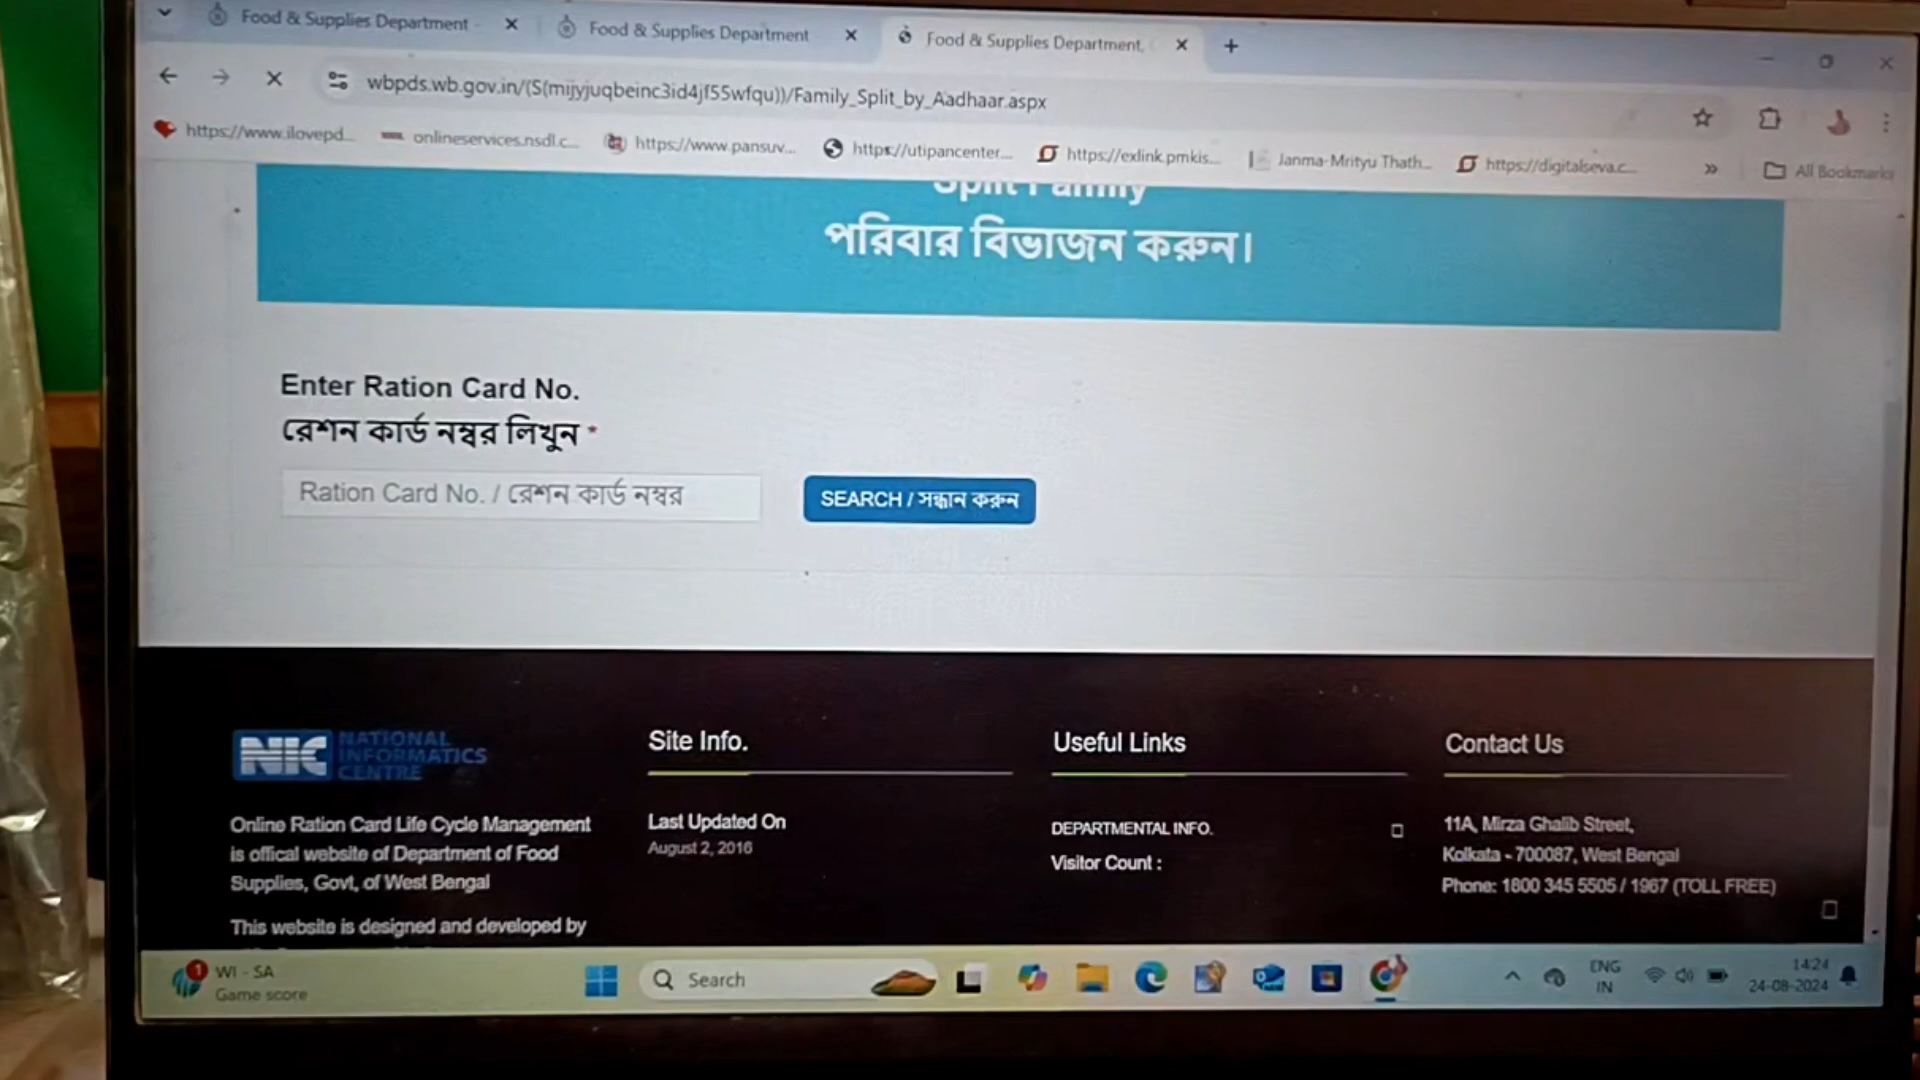 Food & Supplies Department -
Food & Supplies Department
Food & Supplies Department,
wbpds.wb.gov.in/(S(mijyjuqbeinc3id4jf55wfqu))/Family_Split_by_Aadhaar.aspx
https://www.ilovepd...
onlineservices.nsdl.c...
https://www.pansuv...
https://utipancenter...
https://exlink.pmkis...
Janma-Mrityu Thath...
https://digitalseva.c...
All Bookmarks
Split Family
পরিবার বিভাজন করুন।
Enter Ration Card No.
রেশন কার্ড নম্বর লিখুন *
Ration Card No. / রেশন কার্ড নম্বর
SEARCH / সন্ধান করুন
NIC NATIONAL
INFORMATICS
CENTRE
Online Ration Card Life Cycle Management
is offical website of Department of Food
Supplies, Govt, of West Bengal
This website is designed and developed by
Site Info.
Last Updated On
August 2, 2016
Useful Links
DEPARTMENTAL INFO.
Visitor Count :
Contact Us
11A, Mirza Ghalib Street,
Kolkata - 700087, West Bengal
Phone: 1800 345 5505 / 1967 (TOLL FREE)
1
WI - SA
Game score
Search
ENG
IN
14:24
24-08-2024